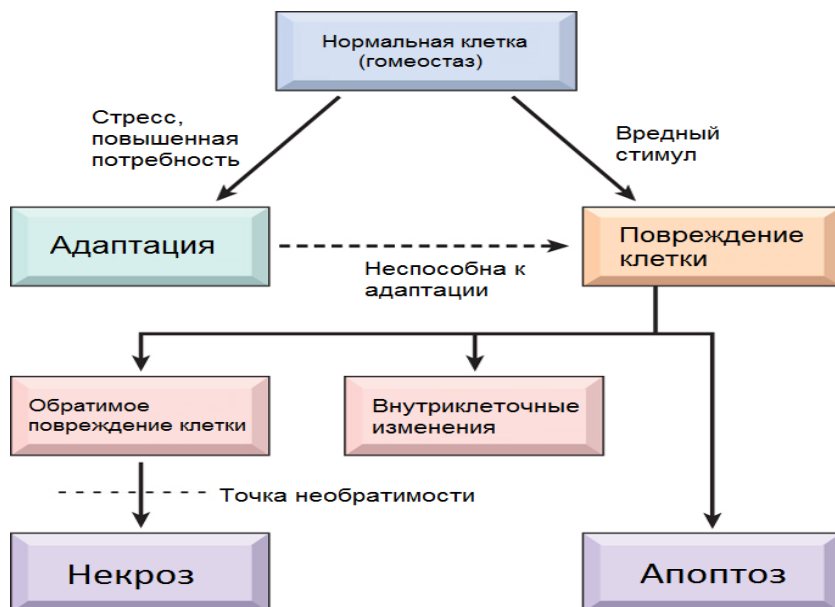 Нормальная клетка
(гомеостаз)
Стресс,
повышенная
потребность
Вредный
стимул
Адаптация
Неспособна к
адаптации
Повреждение
клетки
Обратимое
повреждение клетки
Внутриклеточные
изменения
Точка необратимости
Некроз
Апоптоз